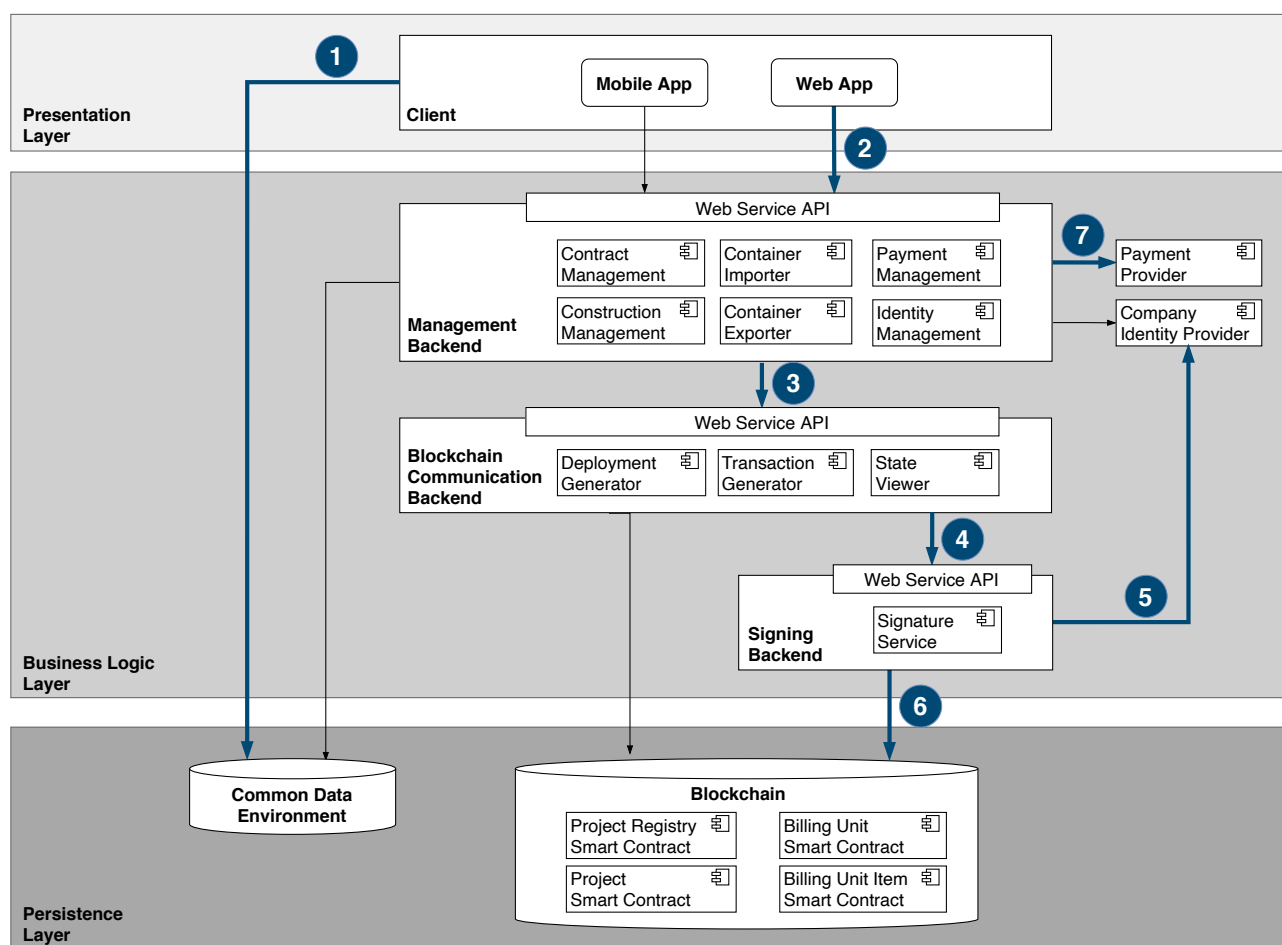 1
Mobile App
Web App
Client
Presentation
Layer
2
Web Service API
Contract
Management
Container
Importer
Payment
Management
7
Payment
Provider
Construction
Management
Container
Exporter
Identity
Management
Company
Identity Provider
Management
Backend
3
Web Service API
Blockchain
Communication
Backend
Deployment
Generator
Transaction
Generator
State
Viewer
4
Web Service API
Signature
Service
Signing
Backend
5
Business Logic
Layer
6
Common Data
Environment
Blockchain
Project Registry
Smart Contract
Billing Unit
Smart Contract
Project
Smart Contract
Billing Unit Item
Smart Contract
Persistence
Layer